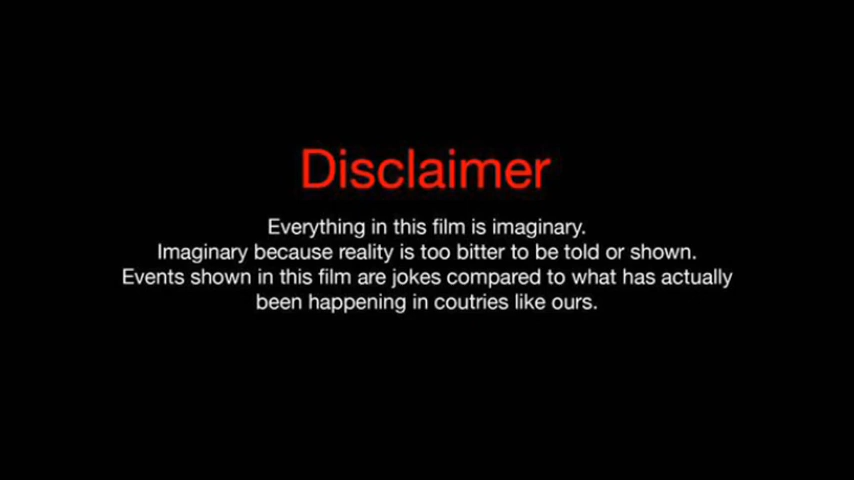 Disclaimer
Everything in this film is imaginary.
Imaginary because reality is too bitter to be told or shown.
Events shown in this film are jokes compared to what has actually
been happening in coutries like ours.